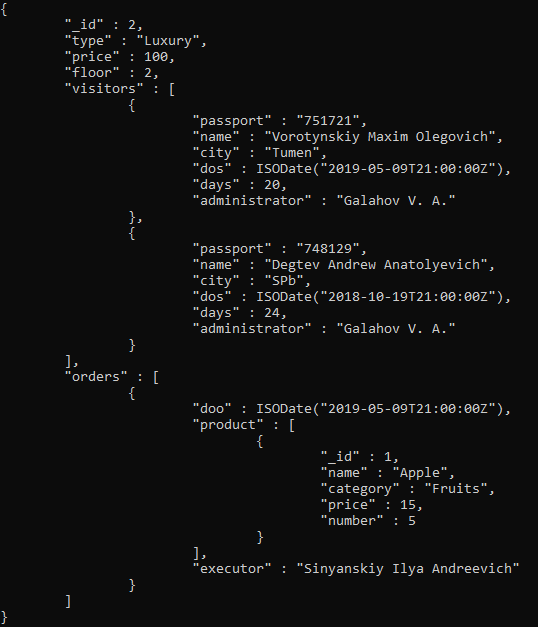 {
"_id" : 2,
"type" : "Luxury",
"price" : 100,
"floor" : 2,
"visitors" : [
{
"passport" : "751721",
"name" : "Vorotynskiy Maxim Olegovich",
"city" : "Tumen",
"dos" : ISODate("2019-05-09T21:00:00Z"),
"days" : 20,
"administrator" : "Galahov V. A."
},
{
"passport" : "748129",
"name" : "Degtev Andrew Anatolyevich",
"city" : "SPb",
"dos" : ISODate("2018-10-19T21:00:00Z"),
"days" : 24,
"administrator" : "Galahov V. A."
}
],
"orders" : [
{
"doo" : ISODate("2019-05-09T21:00:00Z"),
"product" : [
{
"_id" : 1,
"name" : "Apple",
"category" : "Fruits",
"price" : 15,
"number" : 5
}
],
"executor" : "Sinyanskiy Ilya Andreevich"
}
]
}